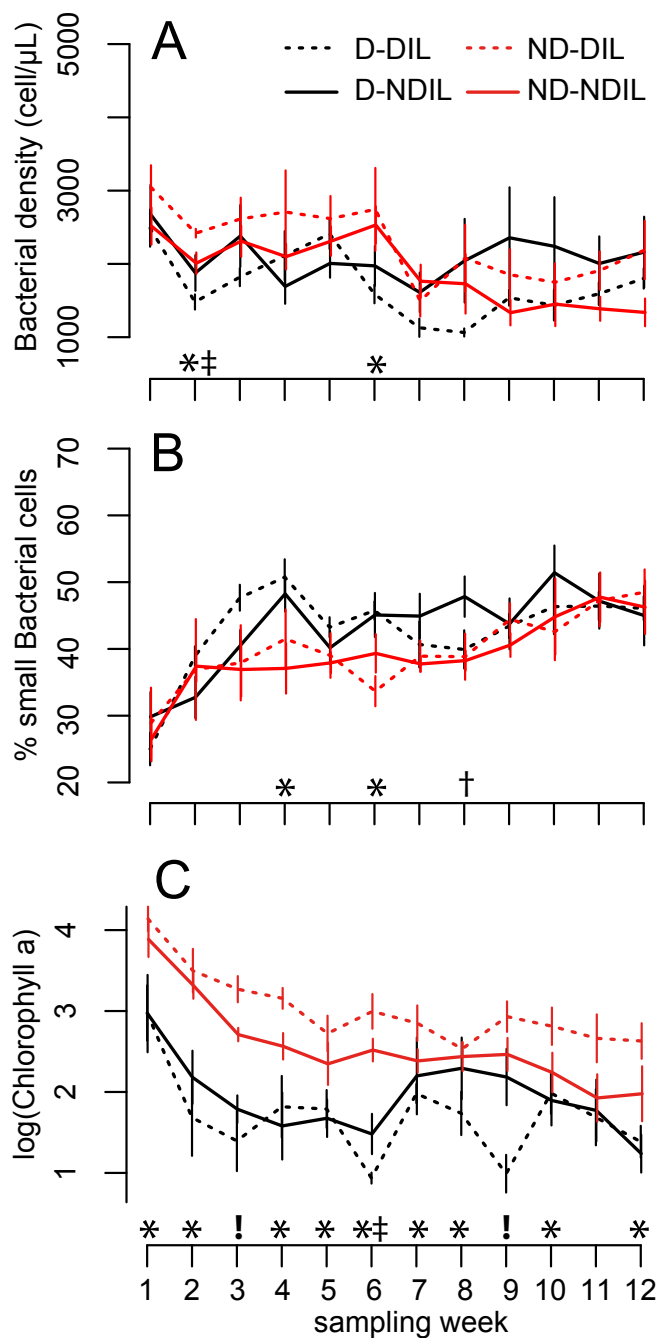 A
D-DIL ND-DIL
D-NDIL ND-NDIL
Bacterial density (cell/µL)
5000
3000
1000
*‡ *
B
% small Bacterial cells
70
60
50
40
30
20
* * †
C
log(Chlorophyll a)
4
3
2
1
* * ! * * *‡ * * ! * *
1 2 3 4 5 6 7 8 9 10 11 12
sampling week